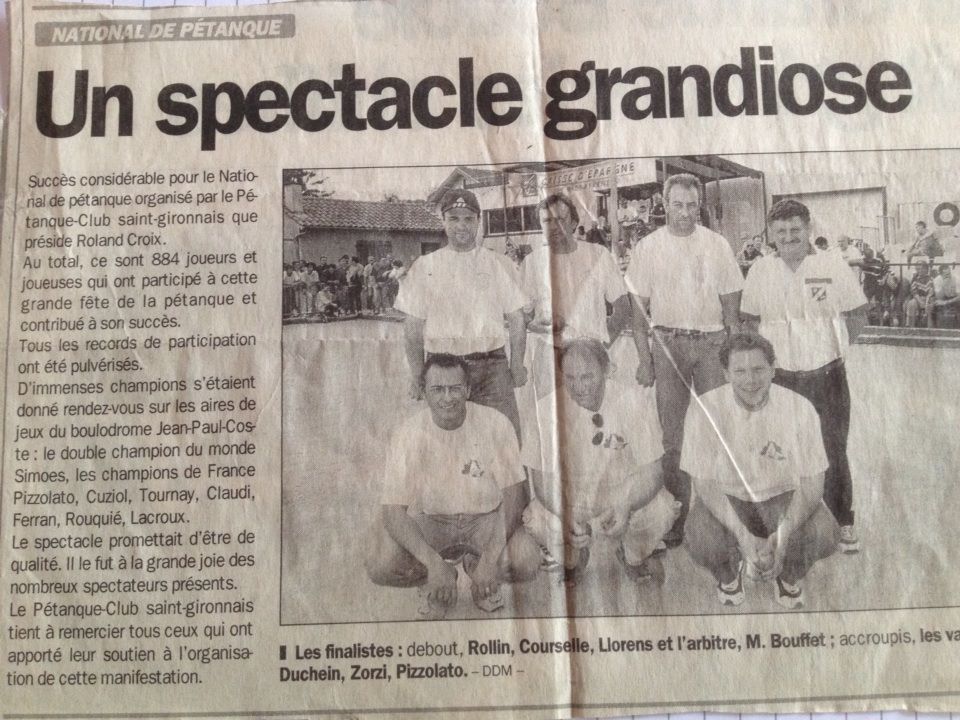 NATIONAL DE PÉTANQUE
Un spectacle grandiose
Succès considérable pour le Natio-
nal de pétanque organisé par le Pé-
tanque-Club saint-gironnais que
préside Roland Croix.
Au total, ce sont 884 joueurs et
joueuses qui ont participé à cette
grande fête de la pétanque et
contribué à son succès.
Tous les records de participation
ont été pulvérisés.
D'immenses champions s'étaient
donné rendez-vous sur les aires de
jeux du boulodrome Jean-Paul-Cos-
te : le double champion du monde
Simoes, les champions de France
Pizzolato, Cuziol, Tournay, Claudi,
Ferran, Rouquié, Lacroux.
Le spectacle promettait d'être de
qualité. Il le fut à la grande joie des
nombreux spectateurs présents.
Le Pétanque-Club saint-gironnais
tient à remercier tous ceux qui ont
apporté leur soutien à l'organisa-
tion de cette manifestation.
CAISSE D'EPARGNE
Les finalistes : debout, Rollin, Courselle, Llorens et l'arbitre, M. Bouffet ; accroupis, les va
Duchein, Zorzi, Pizzolato. – DDM –